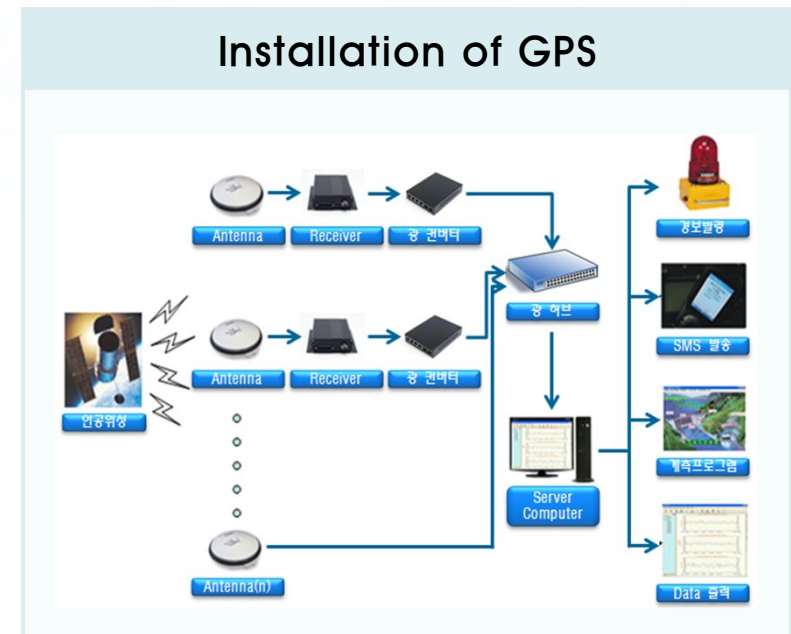 Installation of GPS
Antenna
Receiver
광 컨버터
경보발령
광 허브
SMS 발송
Antenna
Receiver
광 컨버터
인공위성
계측프로그램
Server
Computer
Antenna(n)
Data 출력